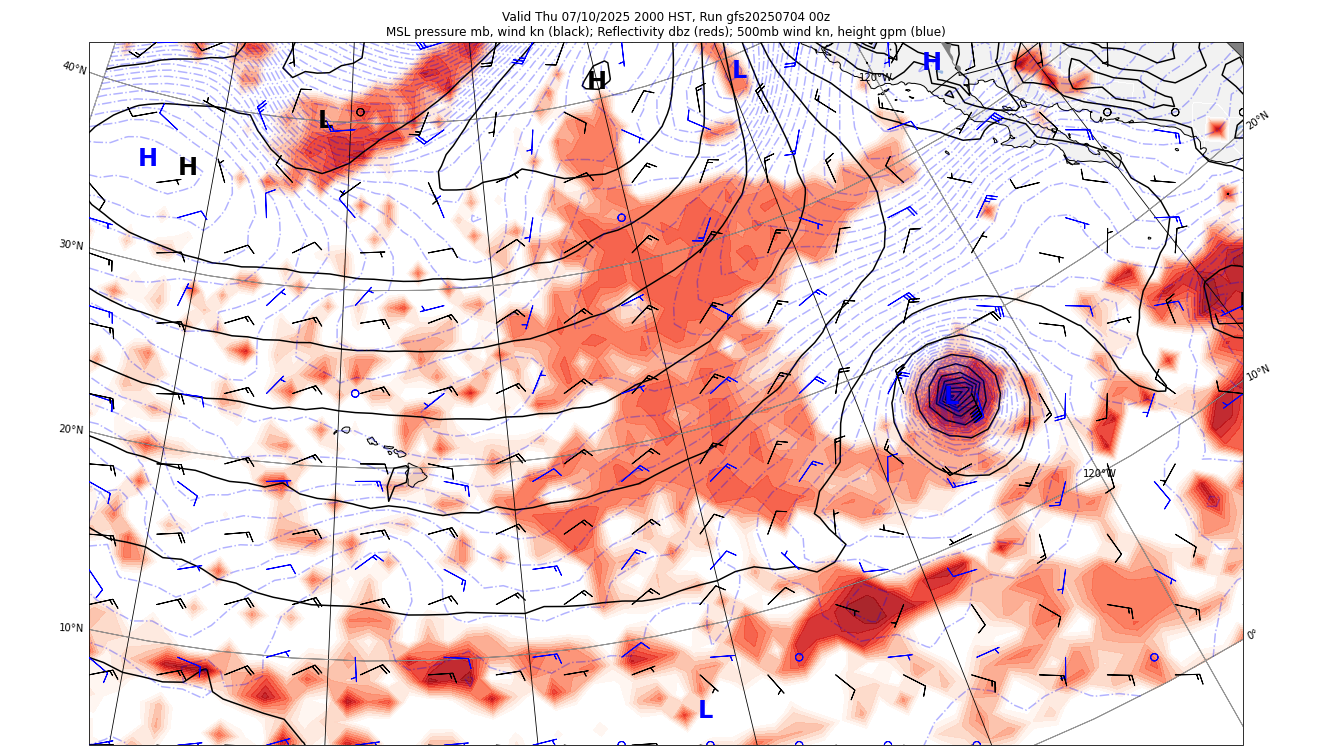 Valid Thu 07/10/2025 2000 HST, Run gfs20250704 00z
MSL pressure mb, wind kn (black); Reflectivity dbz (reds); 500mb wind kn, height gpm (blue)
40°N
H
L
H
120°W
L
20°N
H
H
30°N
10°N
20°N
120°W
10°N
0°
L